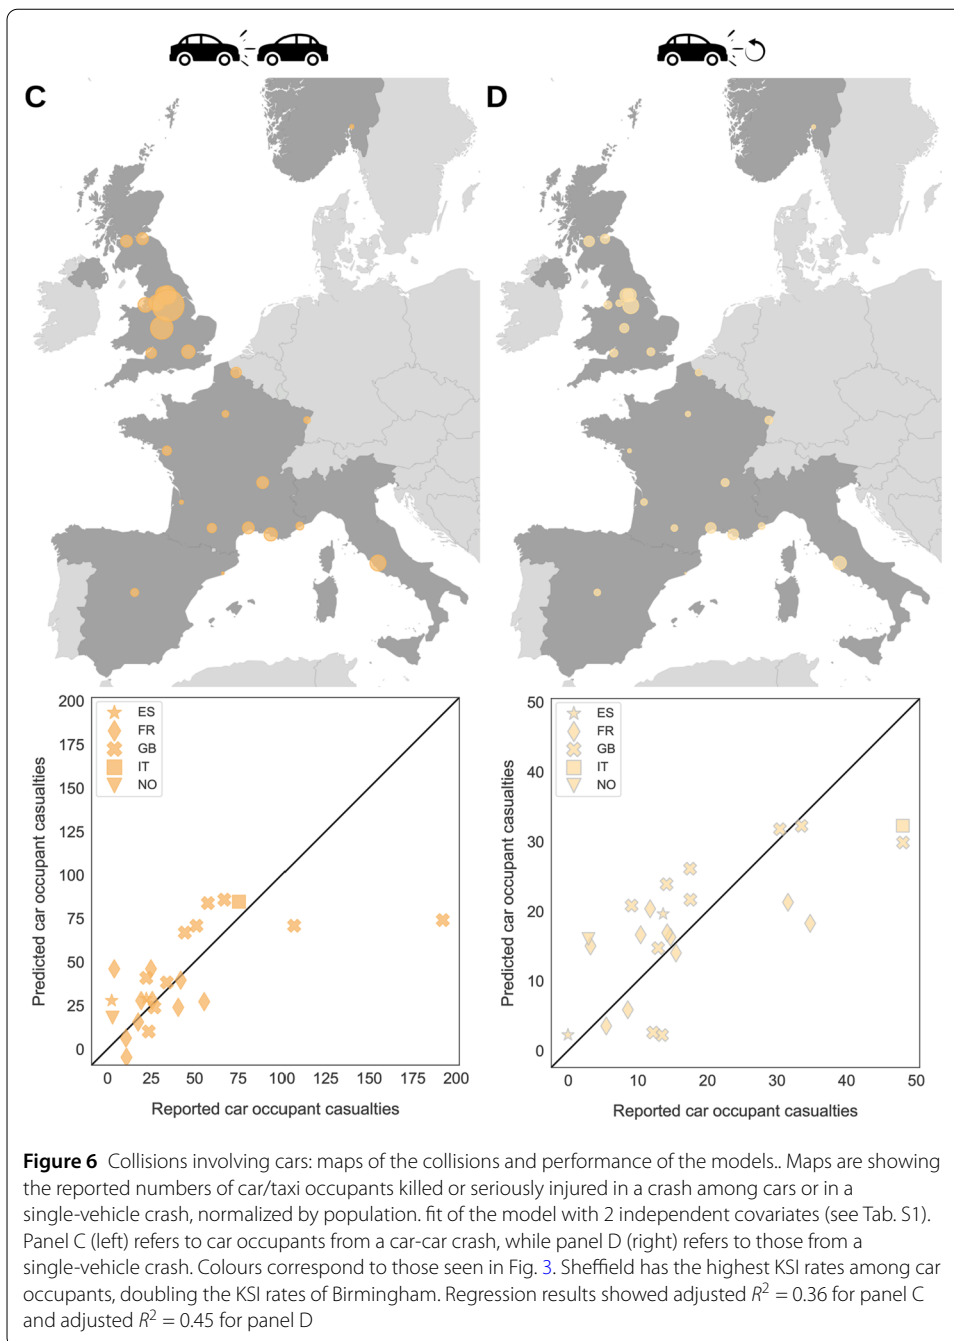 C
D
200
175
150
125
100
75
50
25
0
Predicted car occupant casualties
ES
FR
GB
IT
NO
0 25 50 75 100 125 150 175 200
Reported car occupant casualties
50
40
30
20
10
0
Predicted car occupant casualties
ES
FR
GB
IT
NO
0 10 20 30 40 50
Reported car occupant casualties
Figure 6 Collisions involving cars: maps of the collisions and performance of the models.. Maps are showing
the reported numbers of car/taxi occupants killed or seriously injured in a crash among cars or in a
single-vehicle crash, normalized by population. fit of the model with 2 independent covariates (see Tab. S1).
Panel C (left) refers to car occupants from a car-car crash, while panel D (right) refers to those from a
single-vehicle crash. Colours correspond to those seen in Fig. 3. Sheffield has the highest KSI rates among car
occupants, doubling the KSI rates of Birmingham. Regression results showed adjusted R² = 0.36 for panel C
and adjusted R² = 0.45 for panel D